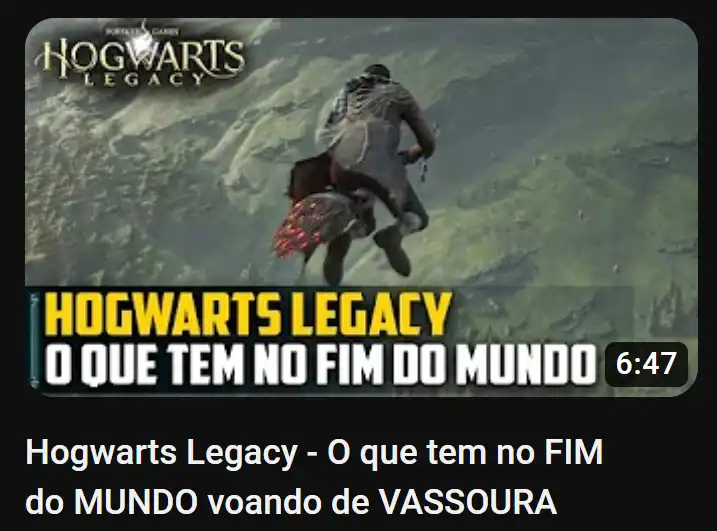 HOGWARTS
LEGACY
HOGWARTS LEGACY
O QUE TEM NO FIM DO MUNDO
6:47
Hogwarts Legacy - O que tem no FIM
do MUNDO voando de VASSOURA